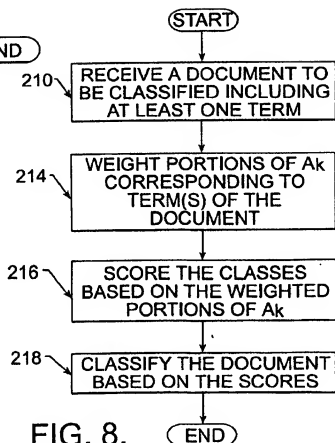 START
ND
210
RECEIVE A DOCUMENT TO
BE CLASSIFIED INCLUDING
AT LEAST ONE TERM
214
WEIGHT PORTIONS OF Ak
CORRESPONDING TO
TERM(S) OF THE
DOCUMENT
216
SCORE THE CLASSES
BASED ON THE WEIGHTED
PORTIONS OF Ak
218
CLASSIFY THE DOCUMENT
BASED ON THE SCORES
FIG. 8.
END